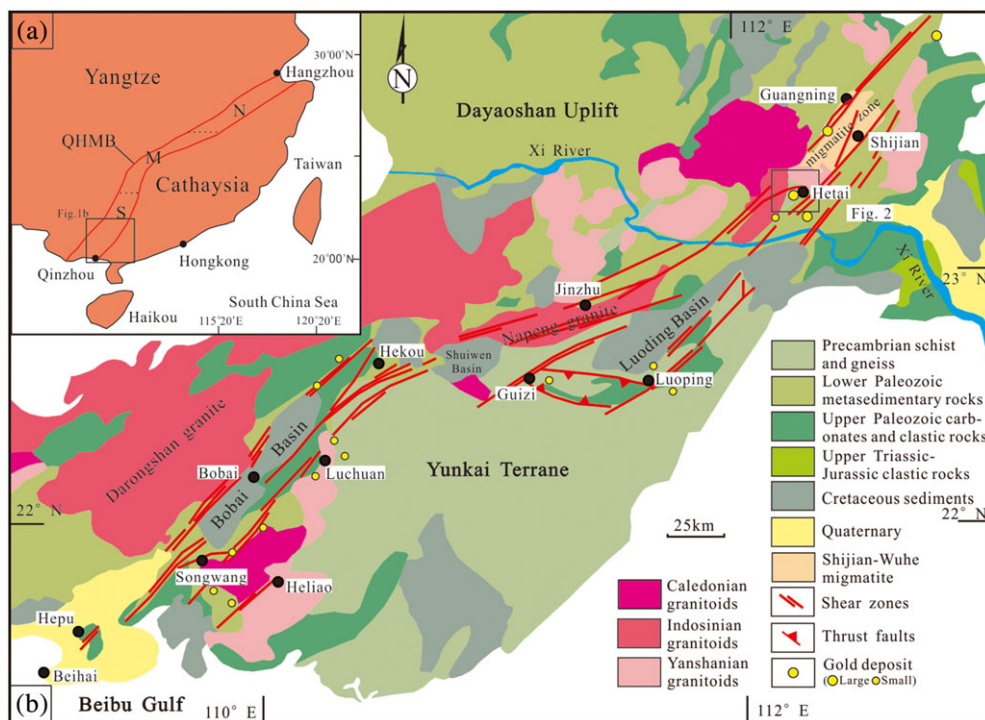 (a)
30°00′00″N
Yangtze
Hangzhou
N
QHMB
M
Taiwan
Cathaysia
Fig.1b
S
Qinzhou
Hongkong
20°00′00″N
South China Sea
Haikou
115°20′E
120°20′E
N
112° E
Guangning
Dayaoshan Uplift
migmatite zone
Shijian
Xi River
Hetai
Fig. 2
Xi River
23° N
Jinzhu
Napeng granite
Luoding Basin
Hekou
Shuiwen
Basin
Guizi
Luoping
Darongshan granite
Basin
Bobai
Bobai
Luchuan
Yunkai Terrane
22° N
22° N
25km
Songwang
Heliao
Hepu
Beihai
(b)
Beibu Gulf
110° E
112° E
Precambrian schist
and gneiss
Lower Paleozoic
metasedimentary rocks
Upper Paleozoic carb-
onates and clastic rocks
Upper Triassic-
Jurassic clastic rocks
Cretaceous sediments
Quaternary
Shijian-Wuhe
migmatite
Shear zones
Thrust faults
Gold deposit
(Large Small)
Caledonian
granitoids
Indosinian
granitoids
Yanshanian
granitoids